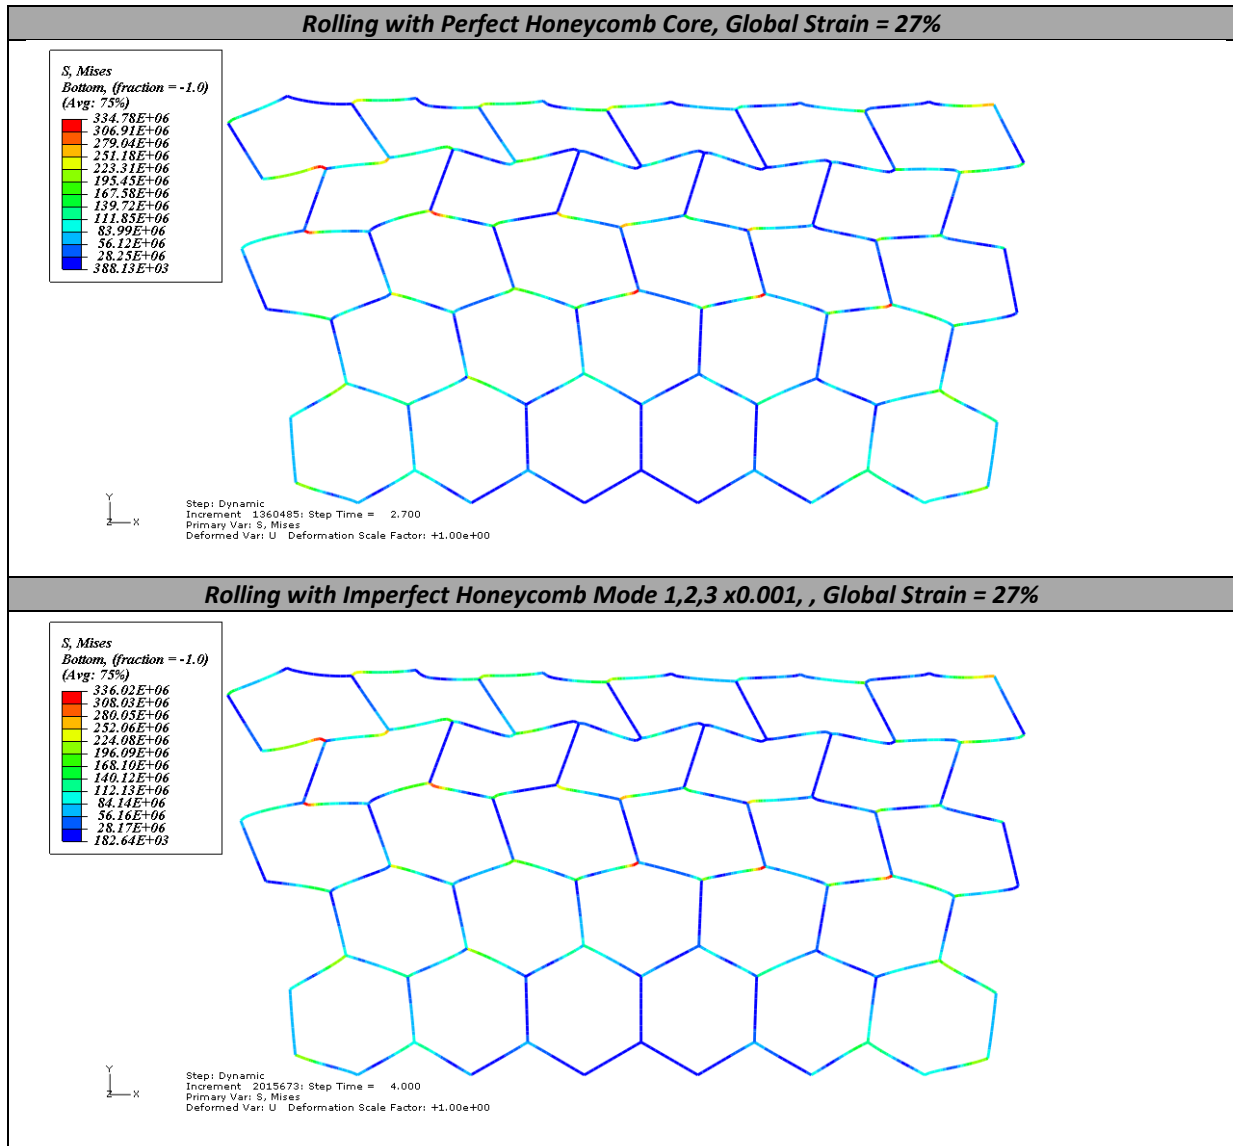 Rolling with Perfect Honeycomb Core, Global Strain = 27%
S, Mises
Bottom, (fraction = -1.0)
(Avg: 75%)
334.78E+06
306.91E+06
279.04E+06
251.18E+06
223.31E+06
195.45E+06
167.58E+06
139.72E+06
111.85E+06
83.99E+06
56.12E+06
28.25E+06
388.13E+03
Y
Z X
Step: Dynamic
Increment 1360485: Step Time = 2.700
Primary Var: S, Mises
Deformed Var: U Deformation Scale Factor: +1.00e+00
Rolling with Imperfect Honeycomb Mode 1,2,3 x0.001, , Global Strain = 27%
S, Mises
Bottom, (fraction = -1.0)
(Avg: 75%)
336.02E+06
308.03E+06
280.05E+06
252.06E+06
224.08E+06
196.09E+06
168.10E+06
140.12E+06
112.13E+06
84.14E+06
56.16E+06
28.17E+06
182.64E+03
Y
Z X
Step: Dynamic
Increment 2015673: Step Time = 4.000
Primary Var: S, Mises
Deformed Var: U Deformation Scale Factor: +1.00e+00